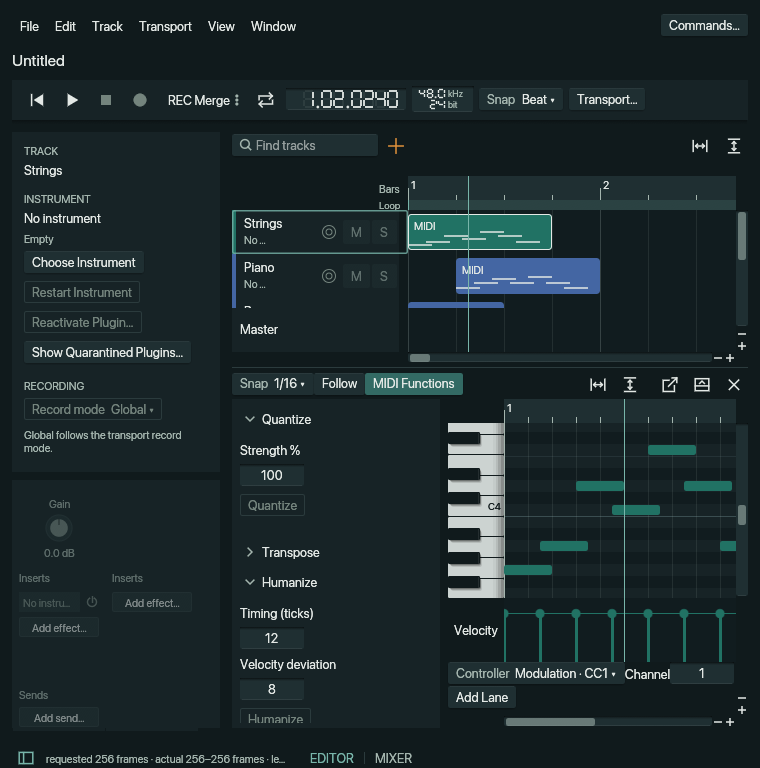 File Edit Track Transport View Window Commands...
Untitled
REC Merge 1.02.0240 48.0 kHz 24 bit Snap Beat Transport...
TRACK
Strings
INSTRUMENT
No instrument
Empty
Choose Instrument
Restart Instrument
Reactivate Plugin...
Show Quarantined Plugins...
RECORDING
Record mode Global
Global follows the transport record
mode.
Gain
0.0 dB
Inserts Inserts
No instru... Add effect...
Add effect...
Sends
Add send...
Find tracks
Bars 1 2
Loop
Strings M S MIDI
No ...
Piano M S MIDI
No ...
Master
Snap 1/16 Follow MIDI Functions
Quantize
Strength %
100
Quantize
Transpose
Humanize
Timing (ticks)
12
Velocity deviation
8
Humanize
1
C4
Velocity
Controller Modulation · CC1 Channel 1
Add Lane
requested 256 frames · actual 256–256 frames · le... EDITOR MIXER